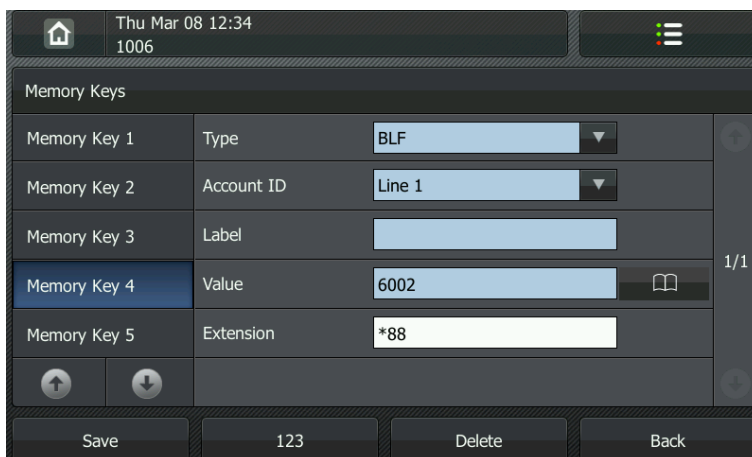 Thu Mar 08 12:34
1006
Memory Keys
Memory Key 1
Type
BLF
Memory Key 2
Account ID
Line 1
Memory Key 3
Label
Memory Key 4
Value
6002
Memory Key 5
Extension
*88
1/1
Save
123
Delete
Back